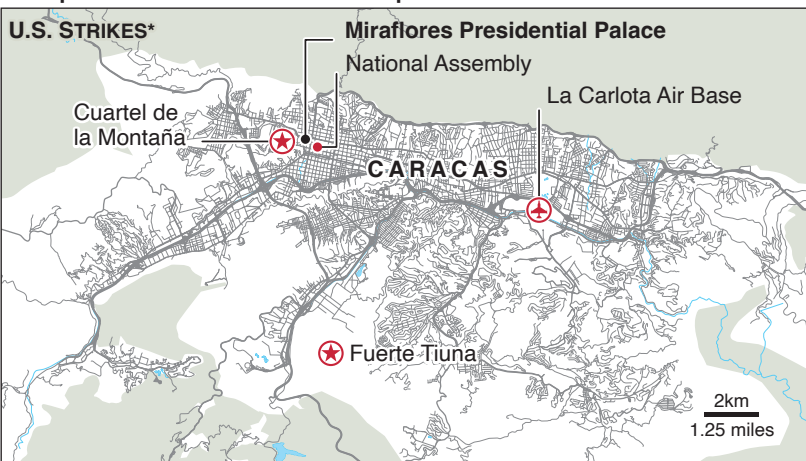 U.S. STRIKES*
Miraflores Presidential Palace
National Assembly
La Carlota Air Base
Cuartel de
la Montaña
CARACAS
Fuerte Tiuna
2km
1.25 miles